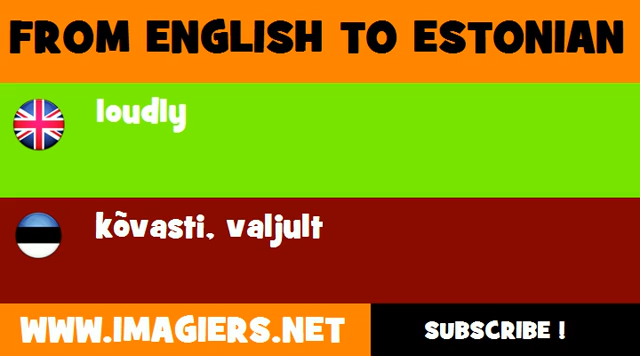 FROM ENGLISH TO ESTONIAN
loudly
kõvasti, valjult
WWW.IMAGIERS.NET
SUBSCRIBE !